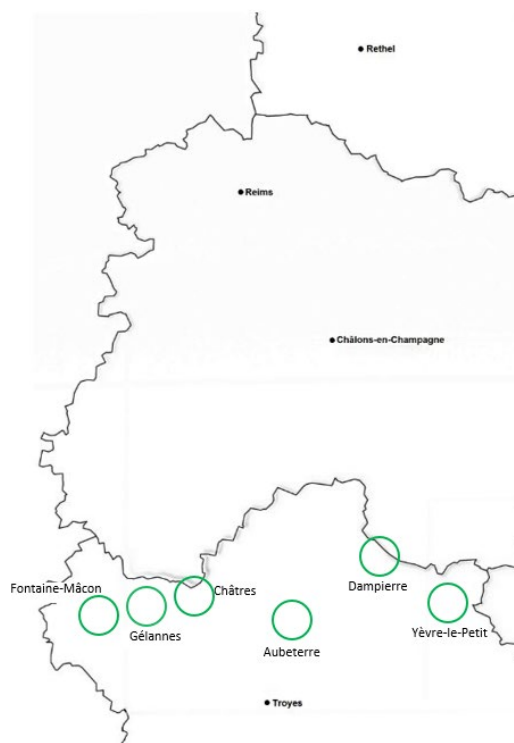 Rethel
Reims
Châlons-en-Champagne
Fontaine-Mâcon
Châtres
Dampierre
Gélannes
Yèvre-le-Petit
Aubeterre
Troyes